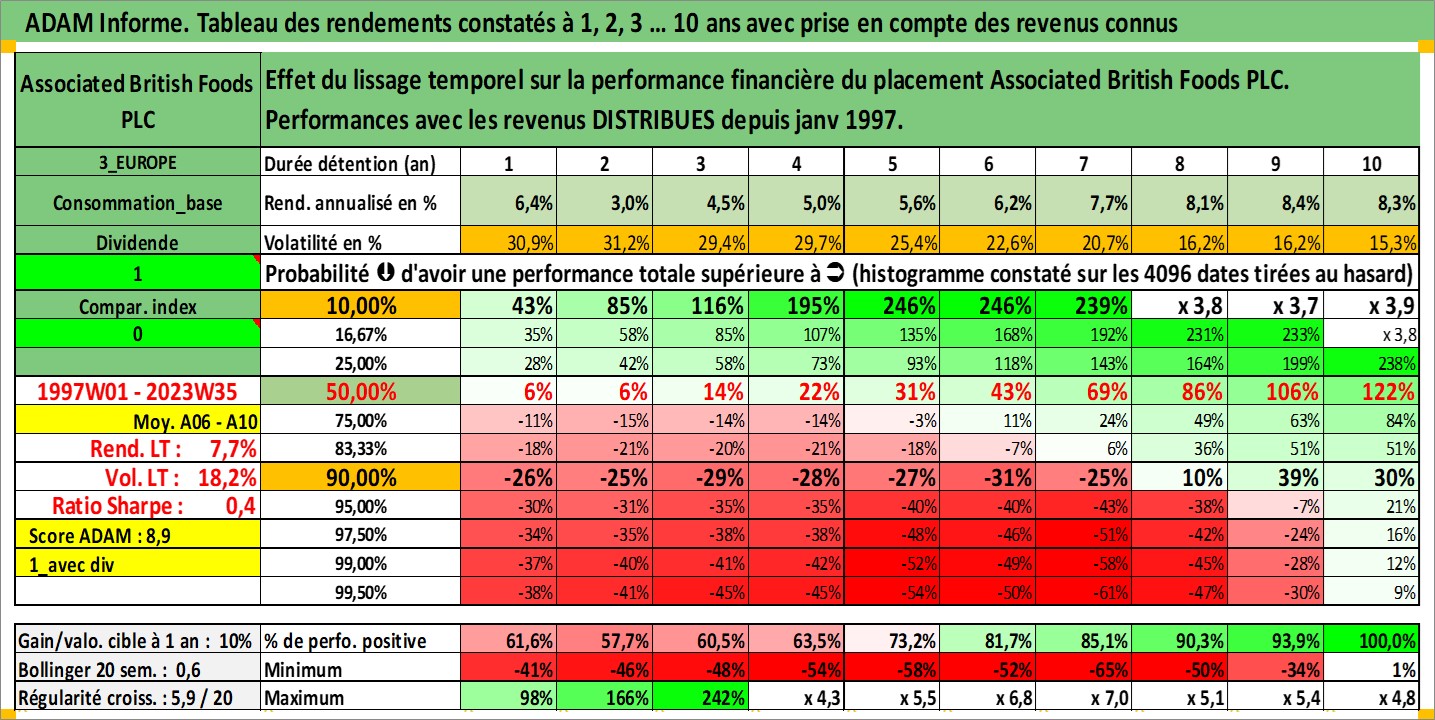 ADAM Informe. Tableau des rendements constatés à 1, 2, 3 ... 10 ans avec prise en compte des revenus connus
Associated British Foods PLC
Effet du lissage temporel sur la performance financière du placement Associated British Foods PLC.
Performances avec les revenus DISTRIBUES depuis janv 1997.
3_EUROPE Durée détention (an) 1 2 3 4 5 6 7 8 9 10
Consommation_base Rend. annualisé en % 6,4% 3,0% 4,5% 5,0% 5,6% 6,2% 7,7% 8,1% 8,4% 8,3%
Dividende Volatilité en % 30,9% 31,2% 29,4% 29,7% 25,4% 22,6% 20,7% 16,2% 16,2% 15,3%
1 Probabilité d'avoir une performance totale supérieure à (histogramme constaté sur les 4096 dates tirées au hasard)
Compar. index 10,00% 43% 85% 116% 195% 246% 246% 239% x 3,8 x 3,7 x 3,9
0 16,67% 35% 58% 85% 107% 135% 168% 192% 231% 233% x 3,8
25,00% 28% 42% 58% 73% 93% 118% 143% 164% 199% 238%
1997W01 - 2023W35 50,00% 6% 6% 14% 22% 31% 43% 69% 86% 106% 122%
Moy. A06 - A10 75,00% -11% -15% -14% -14% -3% 11% 24% 49% 63% 84%
Rend. LT : 7,7% 83,33% -18% -21% -20% -21% -18% -7% 6% 36% 51% 51%
Vol. LT : 18,2% 90,00% -26% -25% -29% -28% -27% -31% -25% 10% 39% 30%
Ratio Sharpe : 0,4 95,00% -30% -31% -35% -35% -40% -40% -43% -38% -7% 21%
Score ADAM : 8,9 97,50% -34% -35% -38% -38% -48% -46% -51% -42% -24% 16%
1_avec div 99,00% -37% -40% -41% -42% -52% -49% -58% -45% -28% 12%
99,50% -38% -41% -45% -45% -54% -50% -61% -47% -30% 9%
Gain/valo. cible à 1 an : 10% % de perfo. positive 61,6% 57,7% 60,5% 63,5% 73,2% 81,7% 85,1% 90,3% 93,9% 100,0%
Bollinger 20 sem. : 0,6 Minimum -41% -46% -48% -54% -58% -52% -65% -50% -34% 1%
Régularité croiss. : 5,9 / 20 Maximum 98% 166% 242% x 4,3 x 5,5 x 6,8 x 7,0 x 5,1 x 5,4 x 4,8